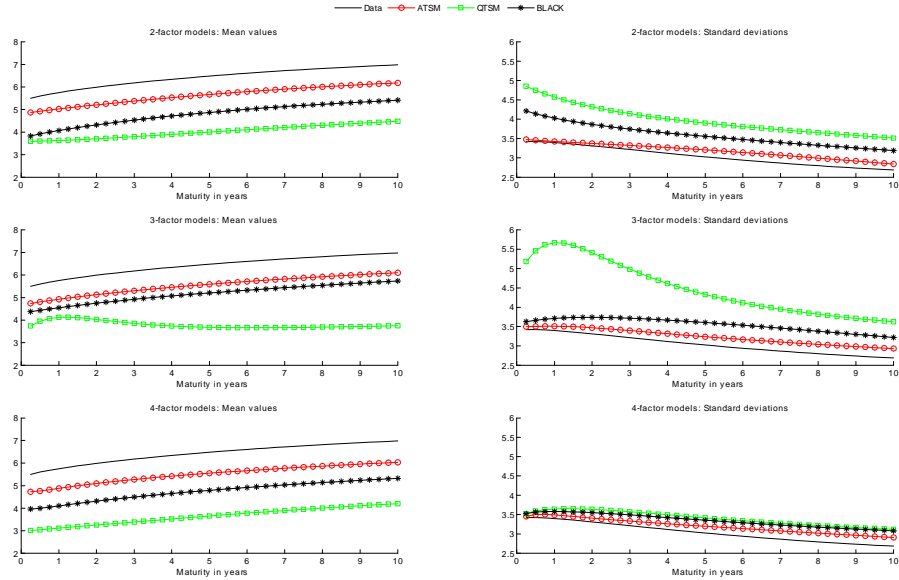 Data ATSM QTSM BLACK
2-factor models: Mean values
8
7
6
5
4
3
2
0 1 2 3 4 5 6 7 8 9 10
Maturity in years
2-factor models: Standard deviations
6
5.5
5
4.5
4
3.5
3
2.5
0 1 2 3 4 5 6 7 8 9 10
Maturity in years
3-factor models: Mean values
8
7
6
5
4
3
2
0 1 2 3 4 5 6 7 8 9 10
Maturity in years
3-factor models: Standard deviations
6
5.5
5
4.5
4
3.5
3
2.5
0 1 2 3 4 5 6 7 8 9 10
Maturity in years
4-factor models: Mean values
8
7
6
5
4
3
2
0 1 2 3 4 5 6 7 8 9 10
Maturity in years
4-factor models: Standard deviations
6
5.5
5
4.5
4
3.5
3
2.5
0 1 2 3 4 5 6 7 8 9 10
Maturity in years